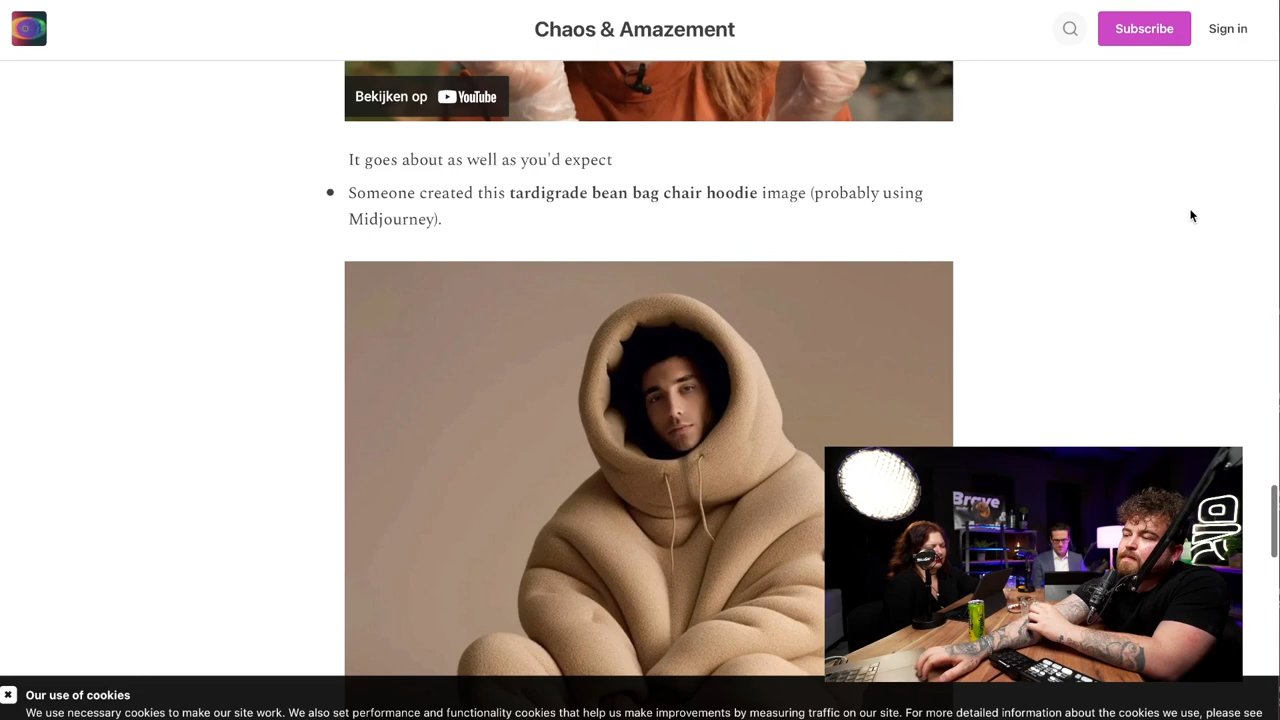 Chaos & Amazement
Subscribe
Sign in
Bekijken op YouTube
It goes about as well as you'd expect
Someone created this tardigrade bean bag chair hoodie image (probably using
Midjourney).
Brave
Our use of cookies
We use necessary cookies to make our site work. We also set performance and functionality cookies that help us make improvements by measuring traffic on our site. For more detailed information about the cookies we use, please see